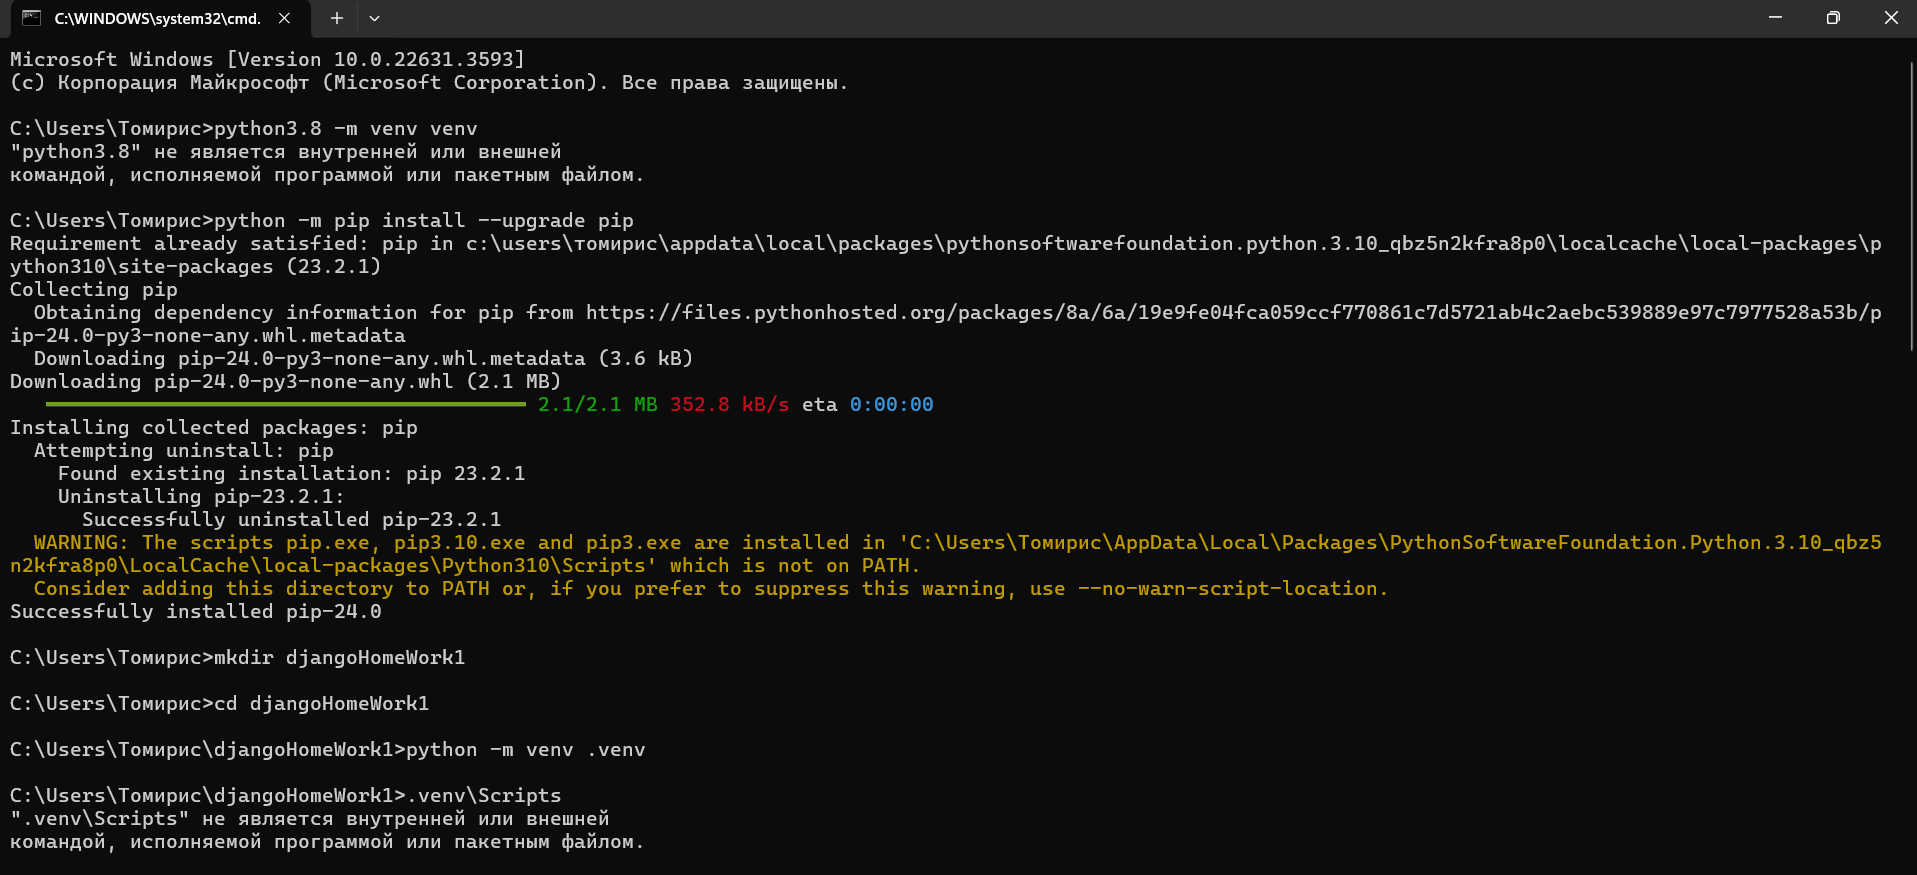 C:\WINDOWS\system32\cmd.
Microsoft Windows [Version 10.0.22631.3593]
(c) Корпорация Майкрософт (Microsoft Corporation). Все права защищены.
C:\Users\Томирис>python3.8 -m venv venv
"python3.8" не является внутренней или внешней
командой, исполняемой программой или пакетным файлом.
C:\Users\Томирис>python -m pip install --upgrade pip
Requirement already satisfied: pip in c:\users\томирис\appdata\local\packages\pythonsoftwarefoundation.python.3.10_qbz5n2kfra8p0\localcache\local-packages\p
ython310\site-packages (23.2.1)
Collecting pip
  Obtaining dependency information for pip from https://files.pythonhosted.org/packages/8a/6a/19e9fe04fca059ccf770861c7d5721ab4c2aebc539889e97c7977528a53b/p
ip-24.0-py3-none-any.whl.metadata
  Downloading pip-24.0-py3-none-any.whl.metadata (3.6 kB)
Downloading pip-24.0-py3-none-any.whl (2.1 MB)
2.1/2.1 MB 352.8 kB/s eta 0:00:00
Installing collected packages: pip
  Attempting uninstall: pip
    Found existing installation: pip 23.2.1
    Uninstalling pip-23.2.1:
      Successfully uninstalled pip-23.2.1
  WARNING: The scripts pip.exe, pip3.10.exe and pip3.exe are installed in 'C:\Users\Томирис\AppData\Local\Packages\PythonSoftwareFoundation.Python.3.10_qbz5
n2kfra8p0\LocalCache\local-packages\Python310\Scripts' which is not on PATH.
  Consider adding this directory to PATH or, if you prefer to suppress this warning, use --no-warn-script-location.
Successfully installed pip-24.0
C:\Users\Томирис>mkdir djangoHomeWork1
C:\Users\Томирис>cd djangoHomeWork1
C:\Users\Томирис\djangoHomeWork1>python -m venv .venv
C:\Users\Томирис\djangoHomeWork1>.venv\Scripts
".venv\Scripts" не является внутренней или внешней
командой, исполняемой программой или пакетным файлом.